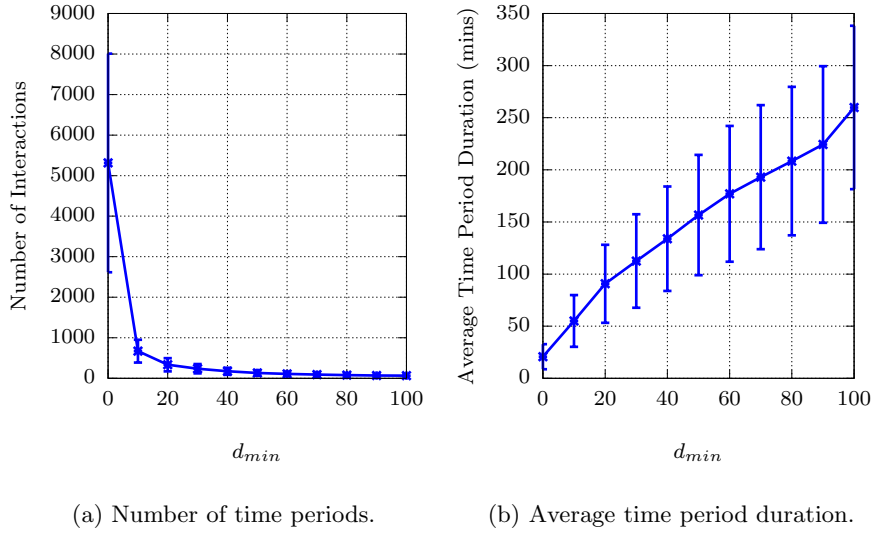 Number of Interactions
9000
8000
7000
6000
5000
4000
3000
2000
1000
0
0 20 40 60 80 100
d_min
(a) Number of time periods.
Average Time Period Duration (mins)
350
300
250
200
150
100
50
0
0 20 40 60 80 100
d_min
(b) Average time period duration.